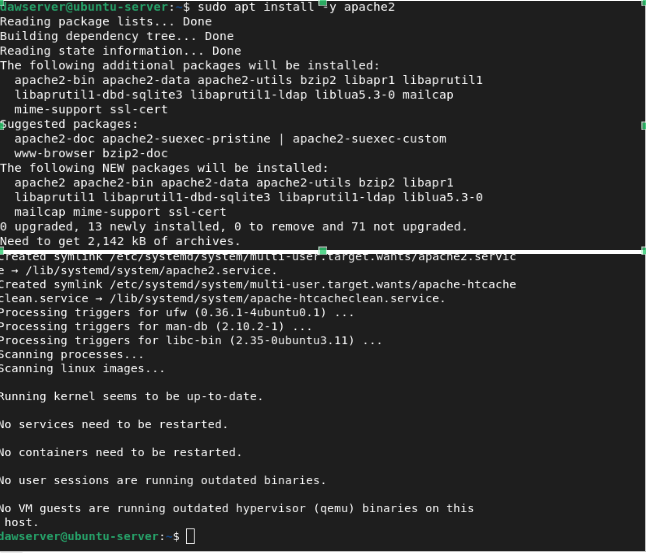 dawserver@ubuntu-server:~$ sudo apt install -y apache2
Reading package lists... Done
Building dependency tree... Done
Reading state information... Done
The following additional packages will be installed:
  apache2-bin apache2-data apache2-utils bzip2 libapr1 libaprutil1
  libaprutil1-dbd-sqlite3 libaprutil1-ldap liblua5.3-0 mailcap
  mime-support ssl-cert
Suggested packages:
  apache2-doc apache2-suexec-pristine | apache2-suexec-custom
  www-browser bzip2-doc
The following NEW packages will be installed:
  apache2 apache2-bin apache2-data apache2-utils bzip2 libapr1
  libaprutil1 libaprutil1-dbd-sqlite3 libaprutil1-ldap liblua5.3-0
  mailcap mime-support ssl-cert
0 upgraded, 13 newly installed, 0 to remove and 71 not upgraded.
Need to get 2,142 kB of archives.
Created symlink /etc/systemd/system/multi-user.target.wants/apache2.servic
e → /lib/systemd/system/apache2.service.
Created symlink /etc/systemd/system/multi-user.target.wants/apache-htcache
clean.service → /lib/systemd/system/apache-htcacheclean.service.
Processing triggers for ufw (0.36.1-4ubuntu0.1) ...
Processing triggers for man-db (2.10.2-1) ...
Processing triggers for libc-bin (2.35-0ubuntu3.11) ...
Scanning processes...
Scanning linux images...
Running kernel seems to be up-to-date.
No services need to be restarted.
No containers need to be restarted.
No user sessions are running outdated binaries.
No VM guests are running outdated hypervisor (qemu) binaries on this
 host.
dawserver@ubuntu-server:~$